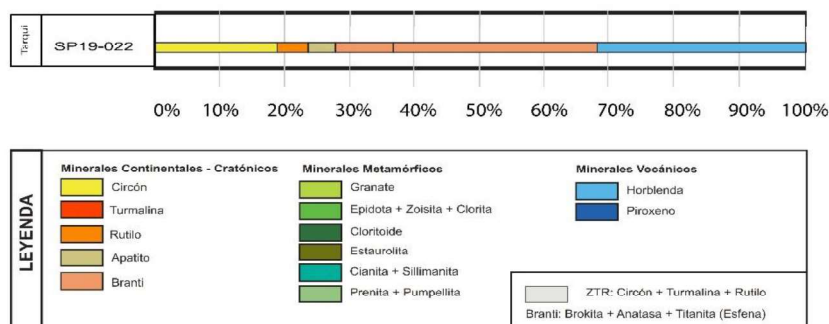 Tarqui
SP19-022
0% 10% 20% 30% 40% 50% 60% 70% 80% 90% 100%
LEYENDA
Minerales Continentales - Cratónicos
Circón
Turmalina
Rutilo
Apatito
Branti
Minerales Metamórficos
Granate
Epidota + Zoisita + Clorita
Cloritoide
Estaurolita
Cianita + Sillimanita
Prenita + Pumpellita
Minerales Vocánicos
Horblenda
Piroxeno
ZTR: Circón + Turmalina + Rutilo
Branti: Brokita + Anatasa + Titanita (Esfena)